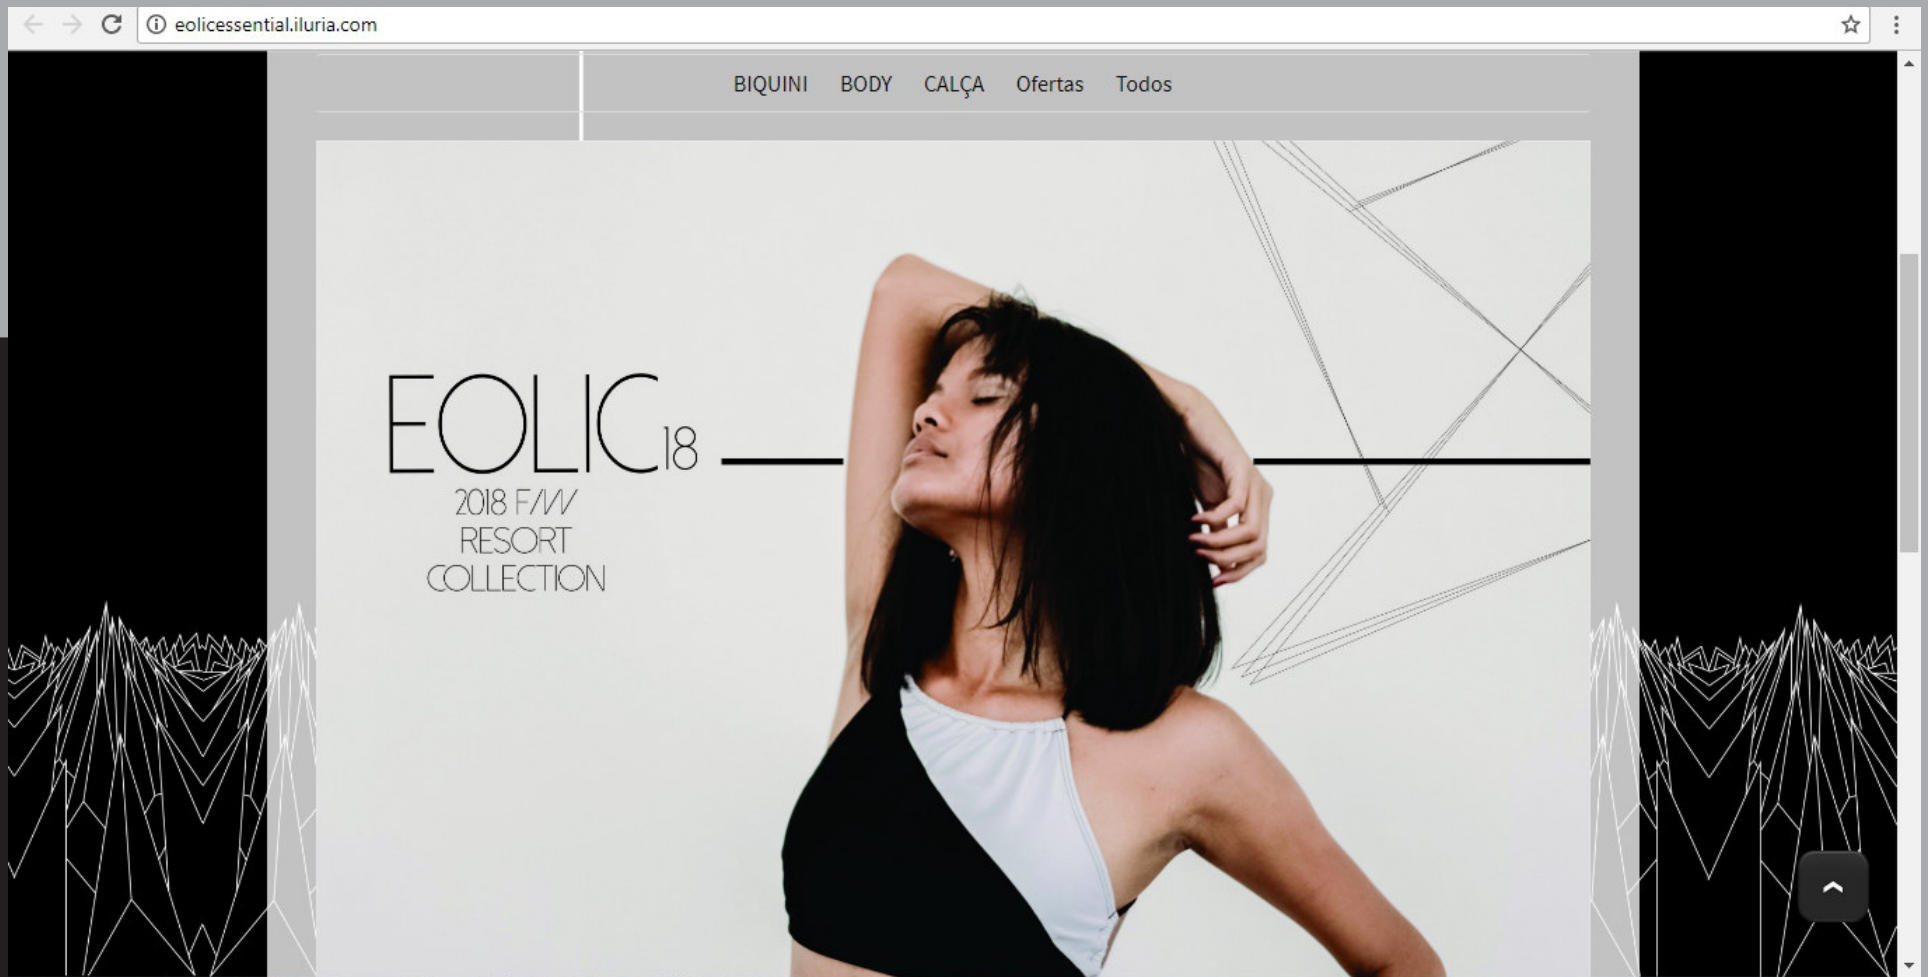 eolicessential.iluria.com
BIQUINI BODY CALÇA Ofertas Todos
EOLIC18
2018 F/W
RESORT
COLLECTION